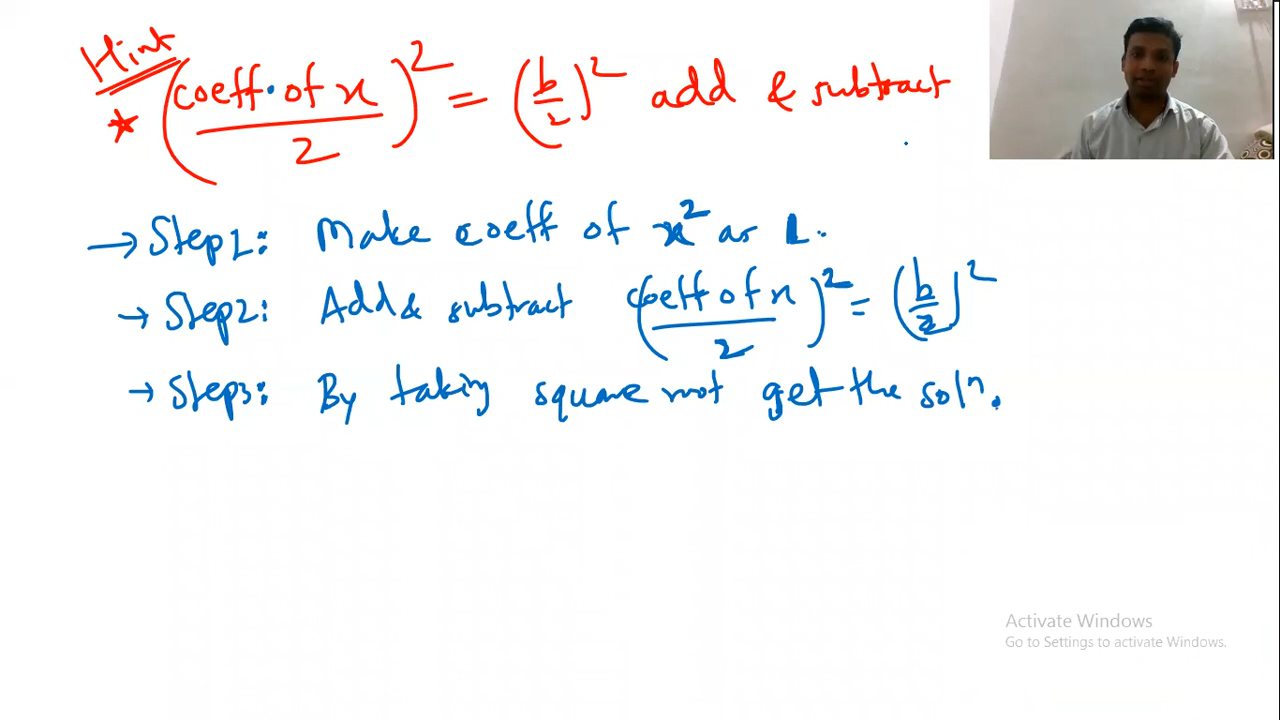 Hint
* (coeff. of x / 2)² = (b/2)² add & subtract
→ Step1: Make coeff of x² as 1.
→ Step2: Add & subtract (coeff of x / 2)² = (b/2)²
→ Step3: By taking square root get the solⁿ.
Activate Windows
Go to Settings to activate Windows.